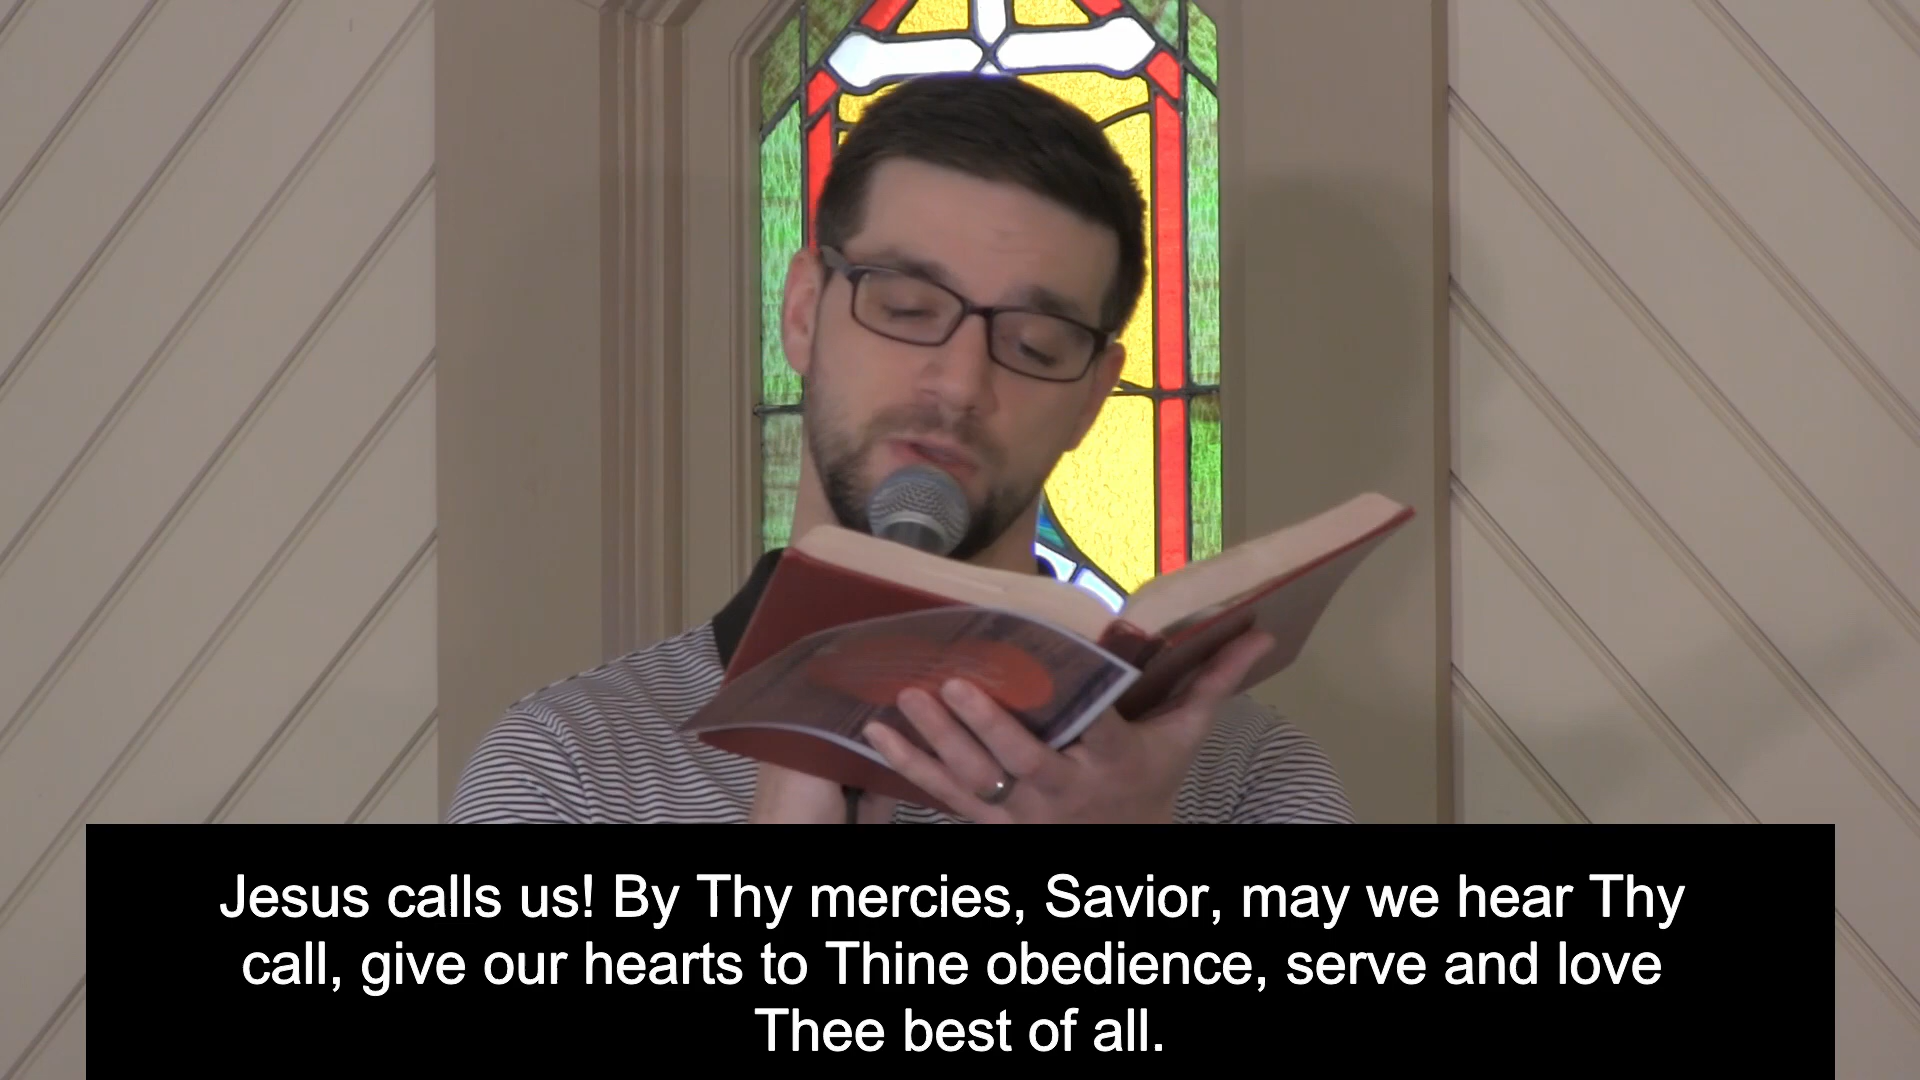 Jesus calls us! By Thy mercies, Savior, may we hear Thy
call, give our hearts to Thine obedience, serve and love
Thee best of all.